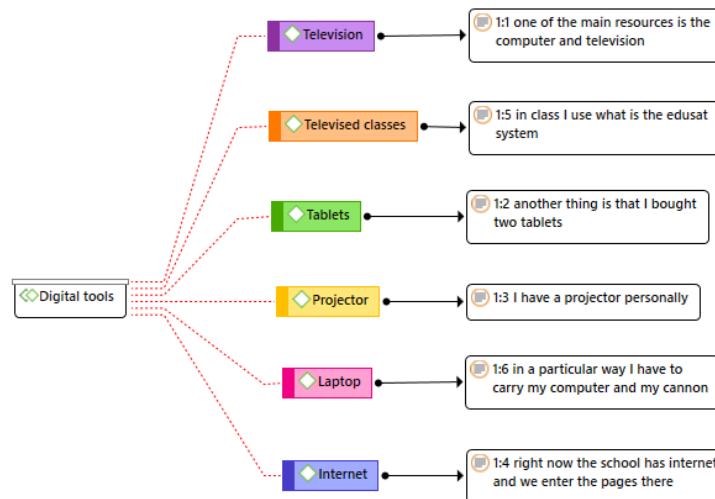 Television
1:1 one of the main resources is the
computer and television
Televised classes
1:5 in class I use what is the edusat
system
Tablets
1:2 another thing is that I bought
two tablets
Digital tools
Projector
1:3 I have a projector personally
Laptop
1:6 in a particular way I have to
carry my computer and my cannon
Internet
1:4 right now the school has internet
and we enter the pages there